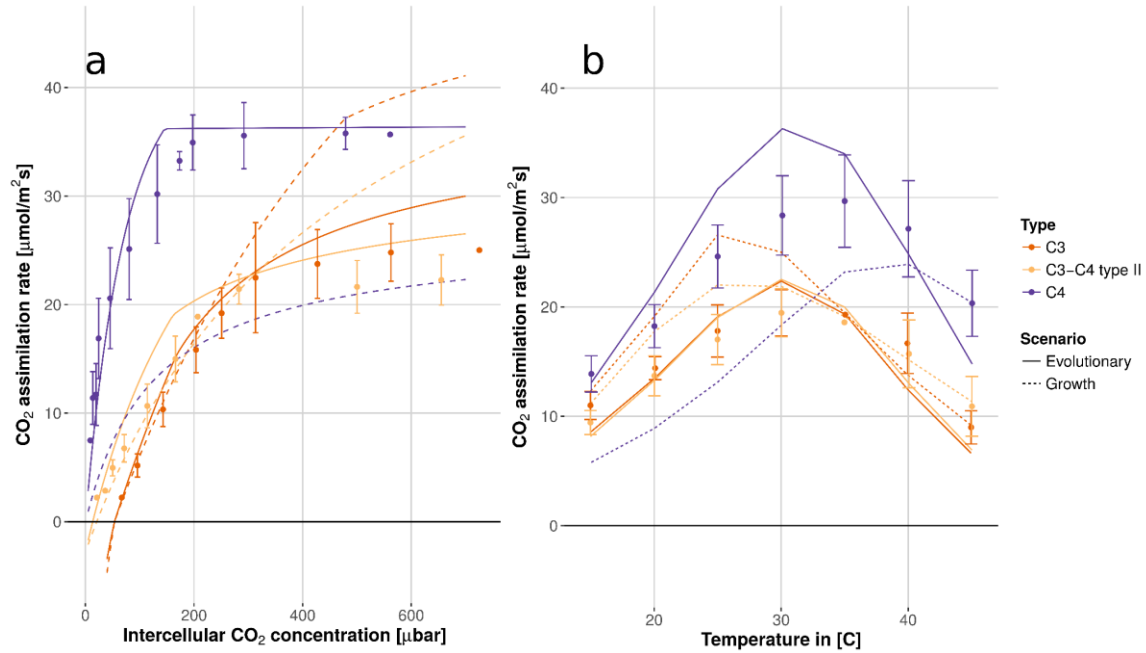 a
CO2 assimilation rate [μmol/m²s]
40
30
20
10
0
0
200
400
600
Intercellular CO2 concentration [μbar]
b
CO2 assimilation rate [μmol/m²s]
40
30
20
10
0
20
30
40
Temperature in [C]
Type
C3
C3−C4 type II
C4
Scenario
Evolutionary
Growth